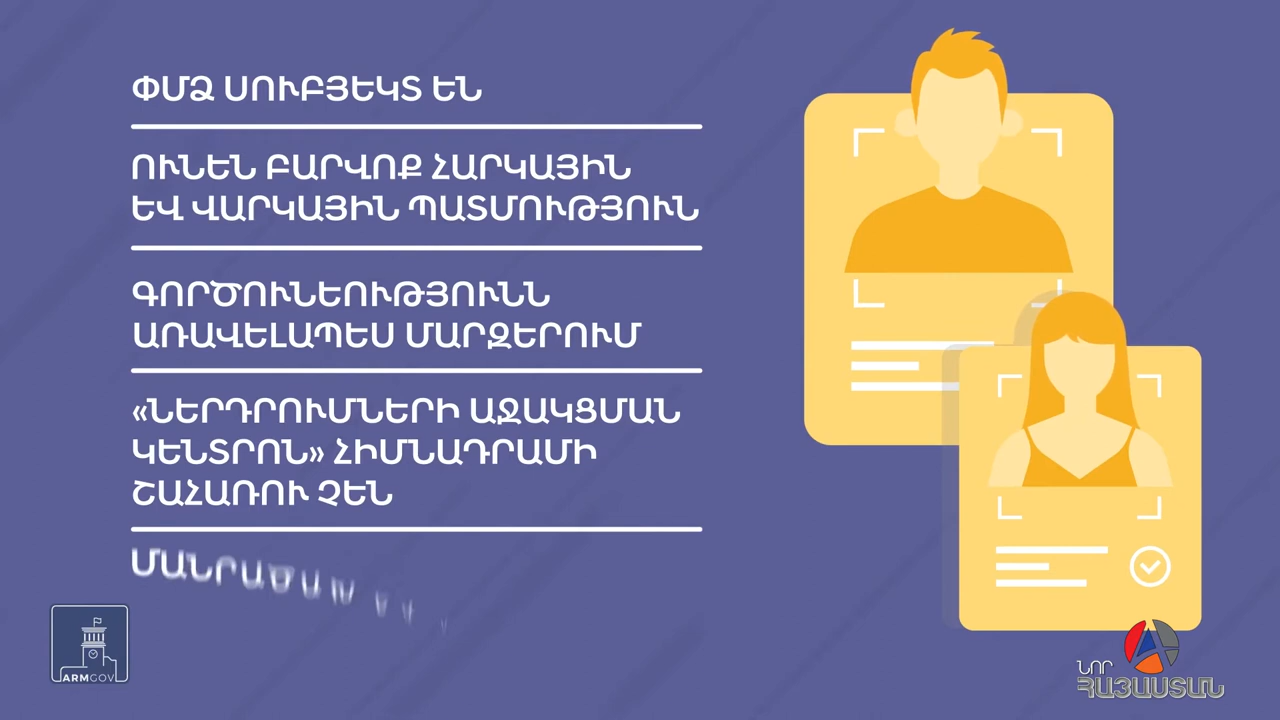 ՓՄՁ ՍՈՒԲՅԵԿՏ ԵՆ
ՈՒՆԵՆ ԲԱՐՎՈՔ ՀԱՐԿԱՅԻՆ
ԵՎ ՎԱՐԿԱՅԻՆ ՊԱՏՄՈՒԹՅՈՒՆ
ԳՈՐԾՈՒՆԵՈՒԹՅՈՒՆՆ
ԱՌԱՎԵԼԱՊԵՍ ՄԱՐԶԵՐՈՒՄ
«ՆԵՐԴՐՈՒՄՆԵՐԻ ԱՋԱԿՑՄԱՆ
ԿԵՆՏՐՈՆ» ՀԻՄՆԱԴՐԱՄԻ
ՇԱՀԱՌՈՒ ՉԵՆ
ARMGOV
ՆՈՐ
ՀԱՅԱՍՏԱՆ